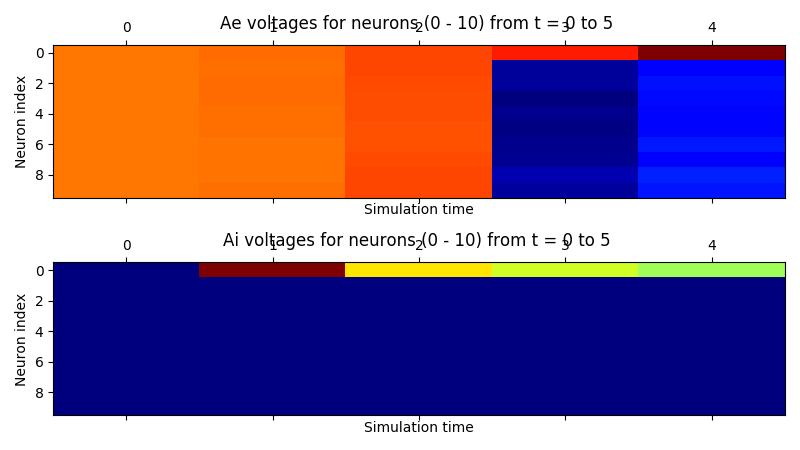 Ae voltages for neurons (0 - 10) from t = 0 to 5
0 1 2 3 4
0
2
4
6
8
Neuron index
Simulation time
Ai voltages for neurons (0 - 10) from t = 0 to 5
0 1 2 3 4
0
2
4
6
8
Neuron index
Simulation time